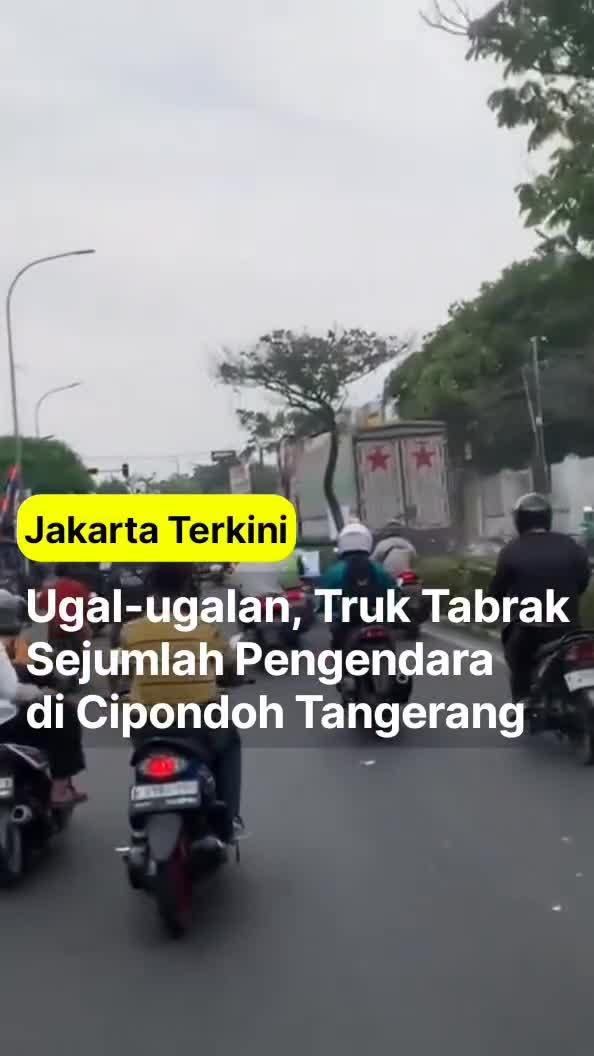 Jakarta Terkini
Ugal-ugalan, Truk Tabrak
Sejumlah Pengendara
di Cipondoh Tangerang